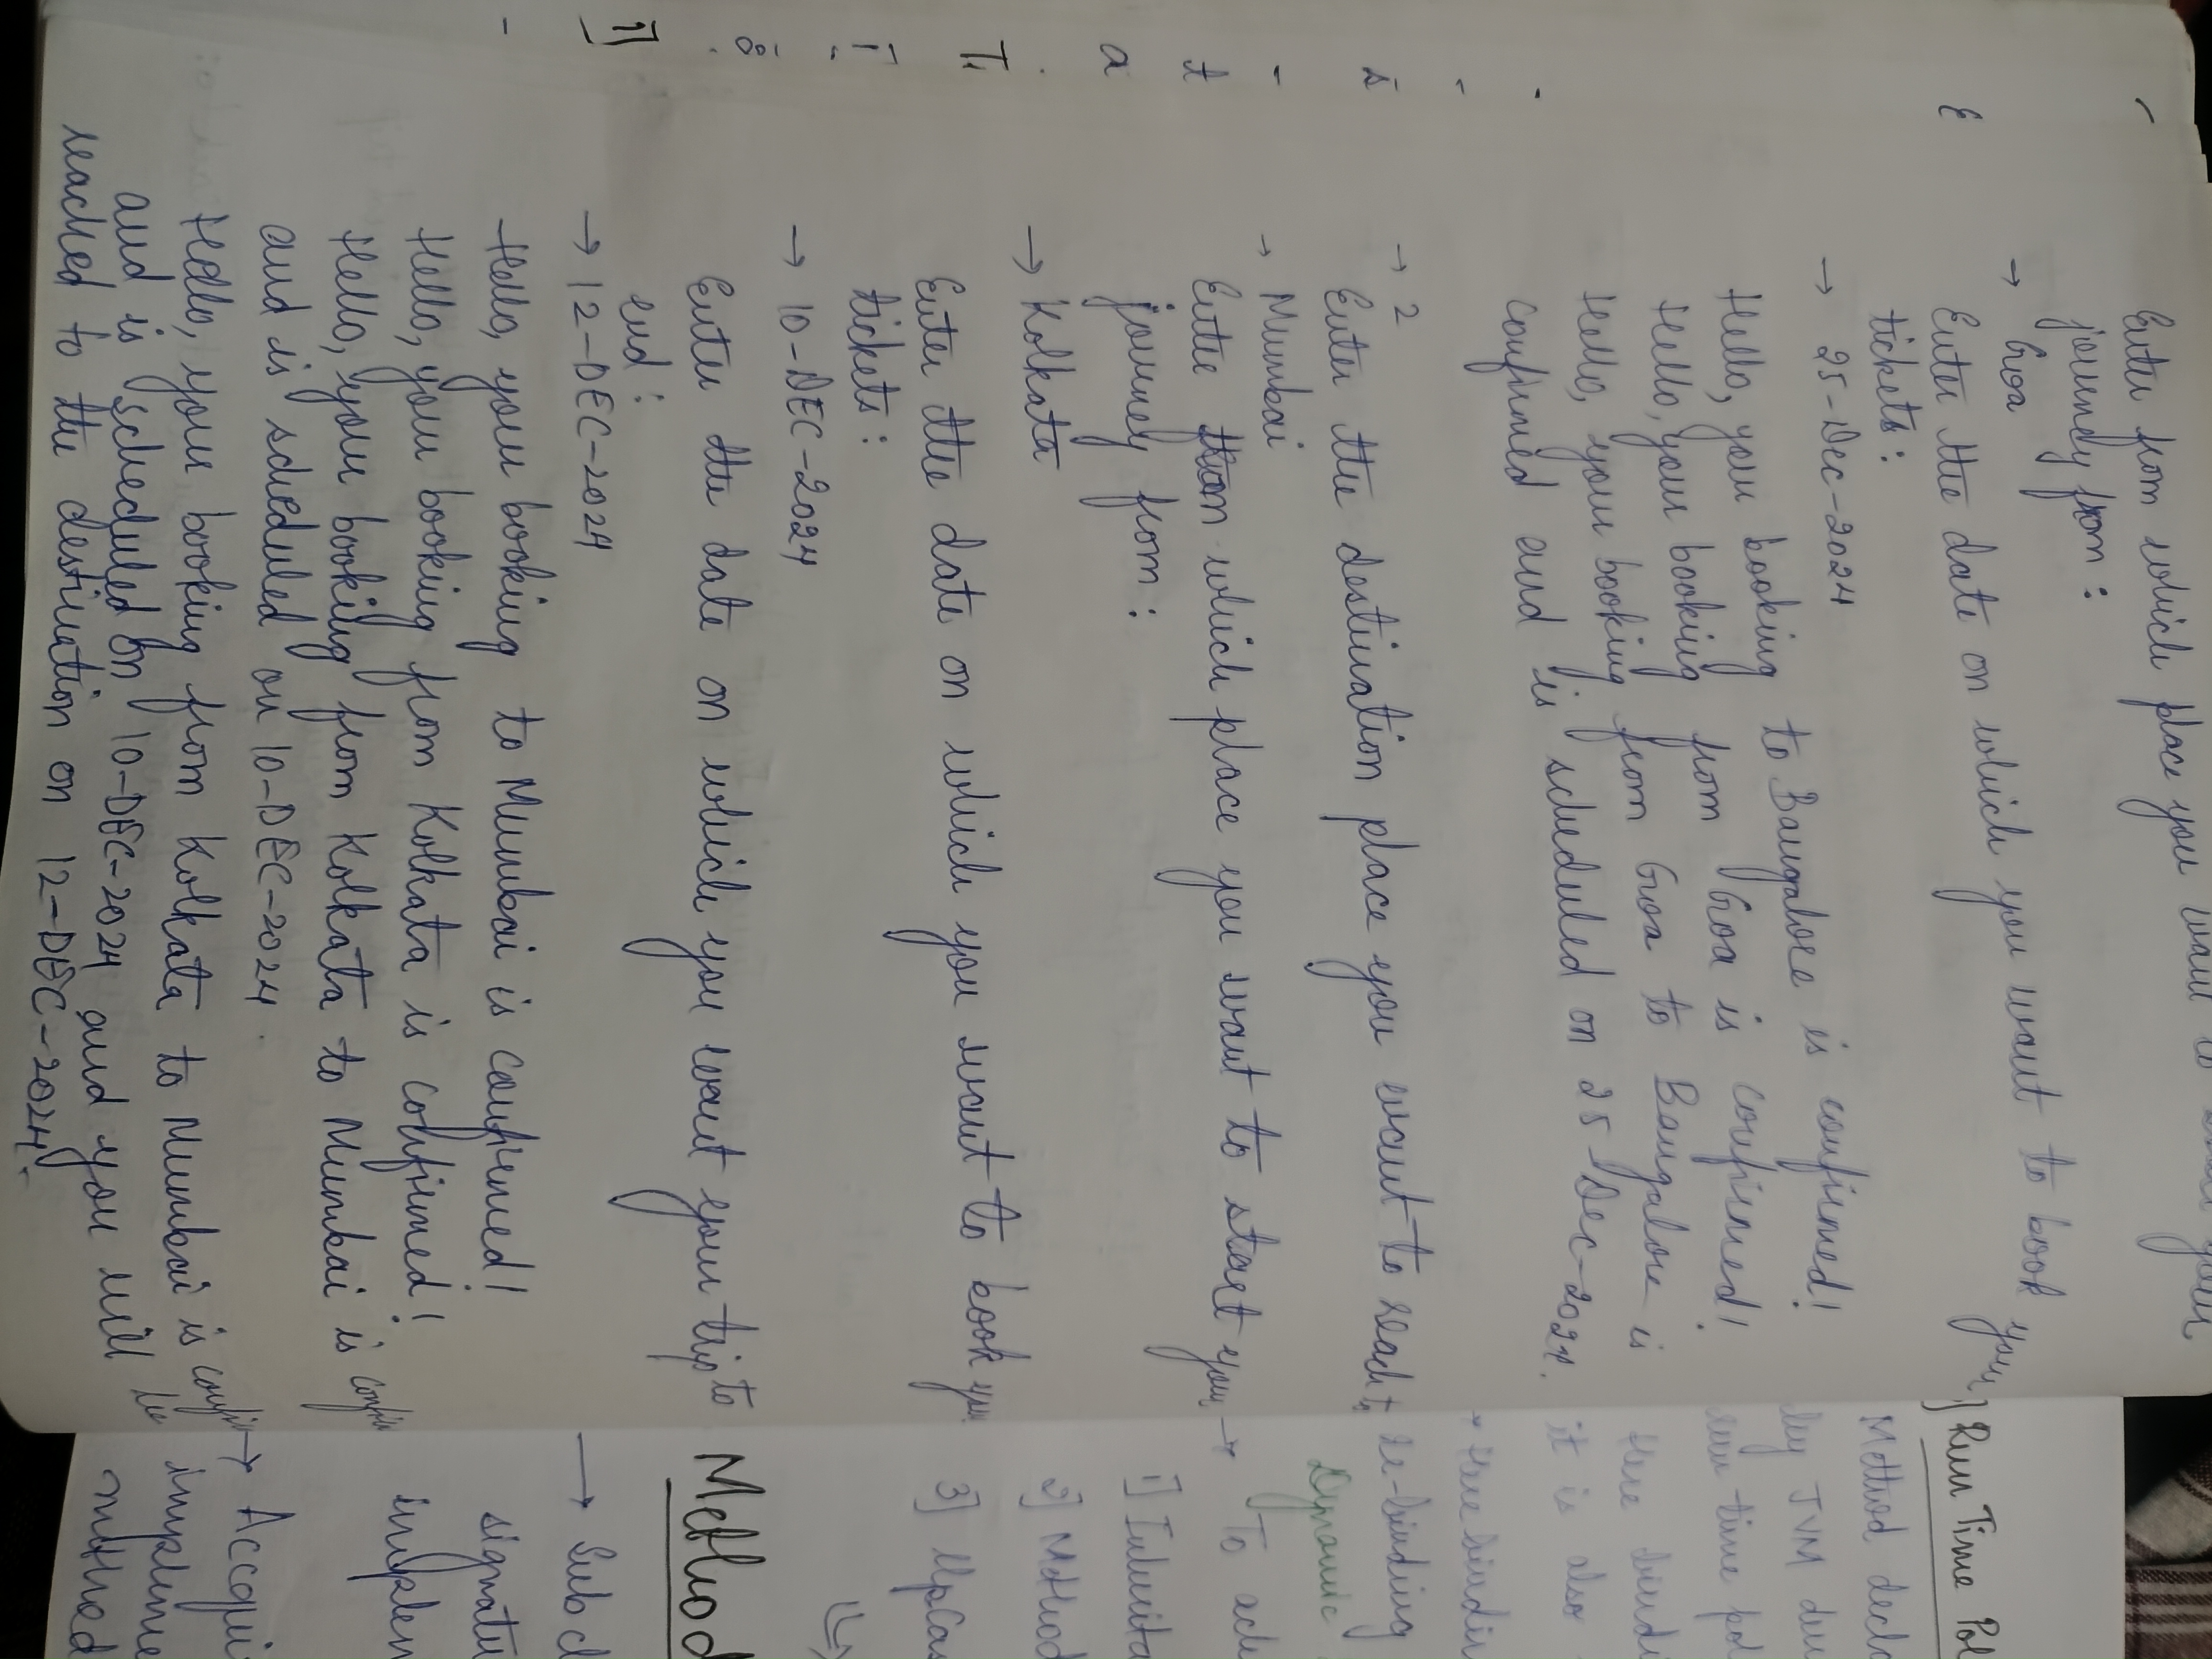 Enter from which place you want to start your
journey from :
→ Goa
Enter the date on which you want to book your
tickets :
→ 25-Dec-2024
Hello, your booking to Bangalore is confirmed!
Hello, your booking from Goa is confirmed!
Hello, your booking from Goa to Bangalore is
confirmed and is scheduled on 25-Dec-2024.
→ 2
Enter the destination place you want to reach to
→ Mumbai
Enter from which place you want to start your
journey from :
→ Kolkata
Enter the date on which you want to book your
tickets :
→ 10-DEC-2024
Enter the date on which you want your trip to
end :
→ 12-DEC-2024
Hello, your booking to Mumbai is confirmed!
Hello, your booking from Kolkata is confirmed!
Hello, your booking from Kolkata to Mumbai is
and is scheduled on 10-DEC-2024.
Hello, your booking from Kolkata to Mumbai is
and is scheduled on 10-DEC-2024 and you will be
reached to the destination on 12-DEC-2024.
] Run Time Pol
Method decla
by JVM
run time pol
Here bindi
it is also
Here bindin
re-binding
Dynamic
→ To ach
1] Inherita
2] Method
3] UpCas
Method
→ Sub cl
signatu
implem
→ Accqui
impleme
method